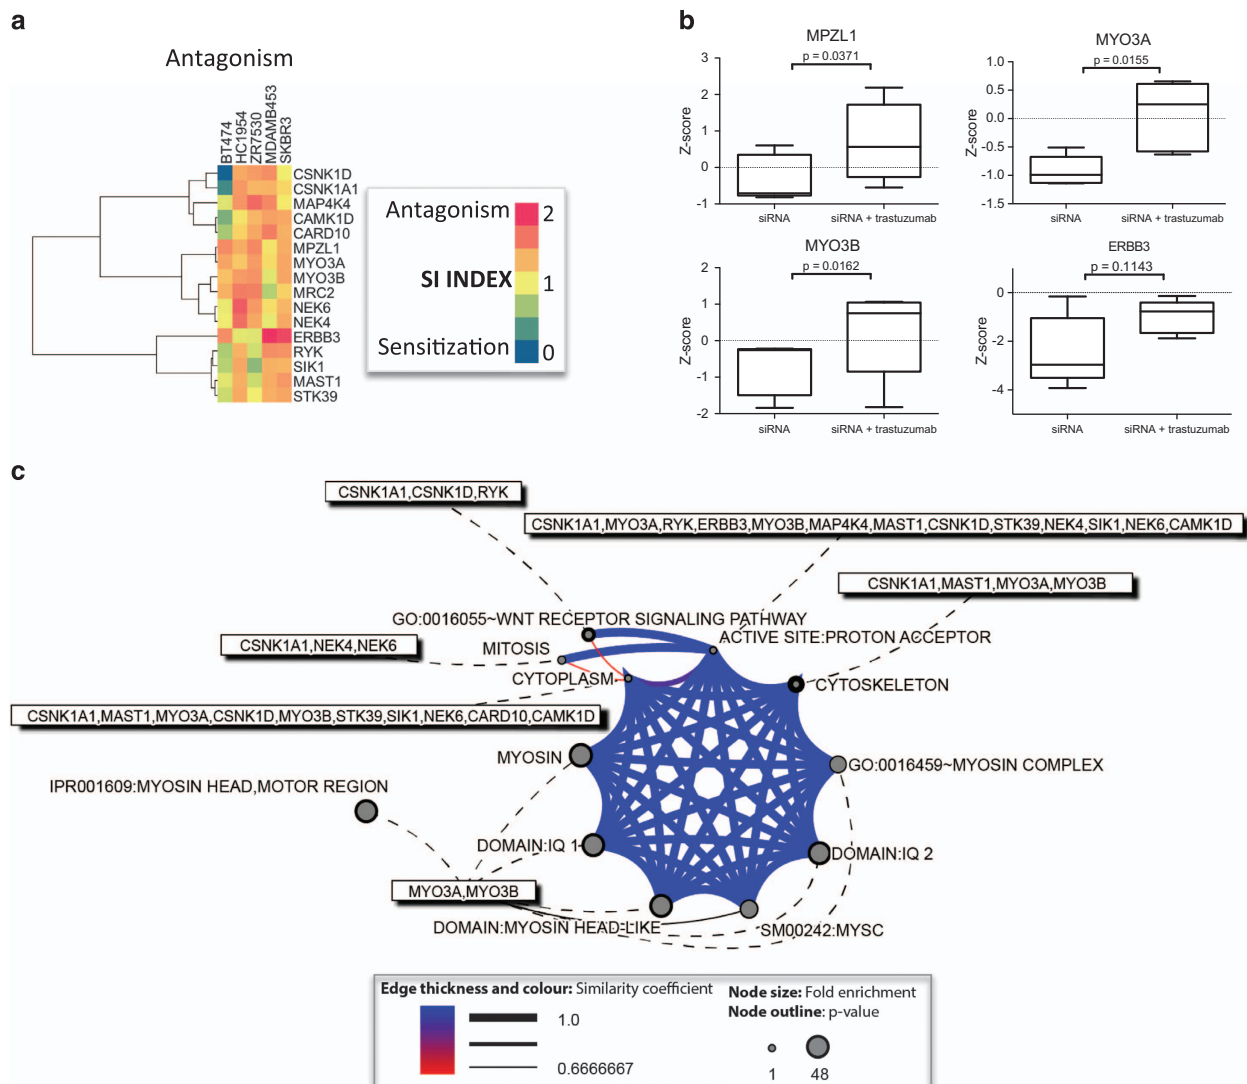 a
Antagonism
BT474
HC1954
ZR7530
MDAMB453
SKBR3
CSNK1D
CSNK1A1
MAP4K4
CAMK1D
CARD10
MPZL1
MYO3A
MYO3B
MRC2
NEK6
NEK4
ERBB3
RYK
SIK1
MAST1
STK39
Antagonism
2
SI INDEX
1
Sensitization
0
b
MPZL1
p = 0.0371
Z-score
3
2
1
0
-1
siRNA
siRNA + trastuzumab
MYO3A
p = 0.0155
Z-score
1.0
0.5
0.0
-0.5
-1.0
-1.5
siRNA
siRNA + trastuzumab
MYO3B
p = 0.0162
Z-score
2
1
0
-1
-2
siRNA
siRNA + trastuzumab
ERBB3
p = 0.1143
Z-score
0
-2
-4
siRNA
siRNA + trastuzumab
c
CSNK1A1,CSNK1D,RYK
CSNK1A1,MYO3A,RYK,ERBB3,MYO3B,MAP4K4,MAST1,CSNK1D,STK39,NEK4,SIK1,NEK6,CAMK1D
CSNK1A1,MAST1,MYO3A,MYO3B
GO:0016055~WNT RECEPTOR SIGNALING PATHWAY
ACTIVE SITE:PROTON ACCEPTOR
CSNK1A1,NEK4,NEK6
MITOSIS
CYTOPLASM
CYTOSKELETON
CSNK1A1,MAST1,MYO3A,CSNK1D,MYO3B,STK39,SIK1,NEK6,CARD10,CAMK1D
MYOSIN
GO:0016459~MYOSIN COMPLEX
IPR001609:MYOSIN HEAD,MOTOR REGION
DOMAIN:IQ 1
DOMAIN:IQ 2
MYO3A,MYO3B
DOMAIN:MYOSIN HEAD-LIKE
SM00242:MYSC
Edge thickness and colour: Similarity coefficient
1.0
0.6666667
Node size: Fold enrichment
Node outline: p-value
1
48